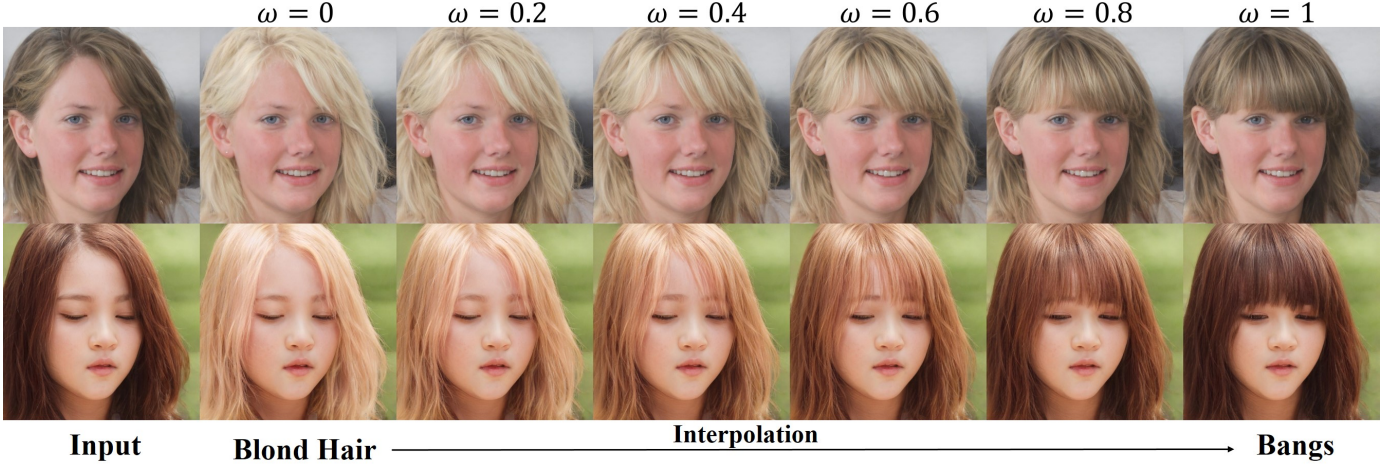 ω = 0 ω = 0.2 ω = 0.4 ω = 0.6 ω = 0.8 ω = 1
Input Blond Hair Interpolation Bangs